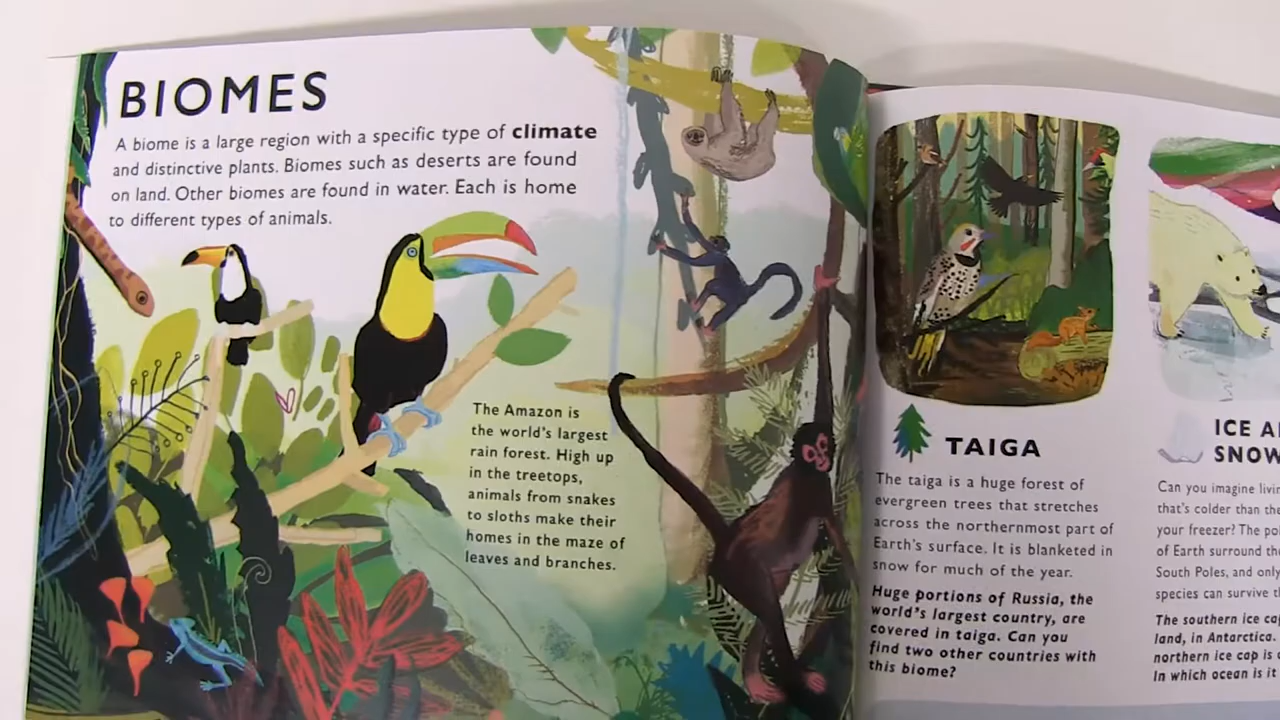 BIOMES
A biome is a large region with a specific type of climate
and distinctive plants. Biomes such as deserts are found
on land. Other biomes are found in water. Each is home
to different types of animals.
The Amazon is
the world's largest
rain forest. High up
in the treetops,
animals from snakes
to sloths make their
homes in the maze of
leaves and branches.
TAIGA
The taiga is a huge forest of
evergreen trees that stretches
across the northernmost part of
Earth's surface. It is blanketed in
snow for much of the year.
Huge portions of Russia, the
world's largest country, are
covered in taiga. Can you
find two other countries with
this biome?
ICE
SNOW
Can you imagine
that's colder than
your freezer? The
of Earth surround
South Poles, and only
species can survive
The southern ice
land, in Antarctica.
northern ice cap is
In which ocean is it